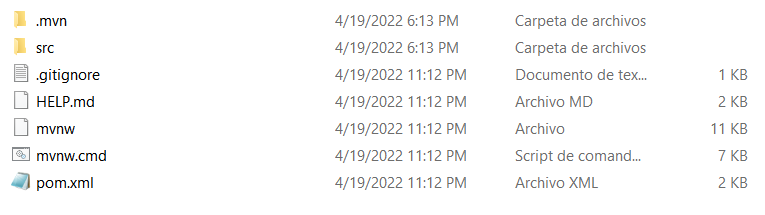 .mvn 4/19/2022 6:13 PM Carpeta de archivos
src 4/19/2022 6:13 PM Carpeta de archivos
.gitignore 4/19/2022 11:12 PM Documento de tex... 1 KB
HELP.md 4/19/2022 11:12 PM Archivo MD 2 KB
mvnw 4/19/2022 11:12 PM Archivo 11 KB
mvnw.cmd 4/19/2022 11:12 PM Script de comand... 7 KB
pom.xml 4/19/2022 11:12 PM Archivo XML 2 KB